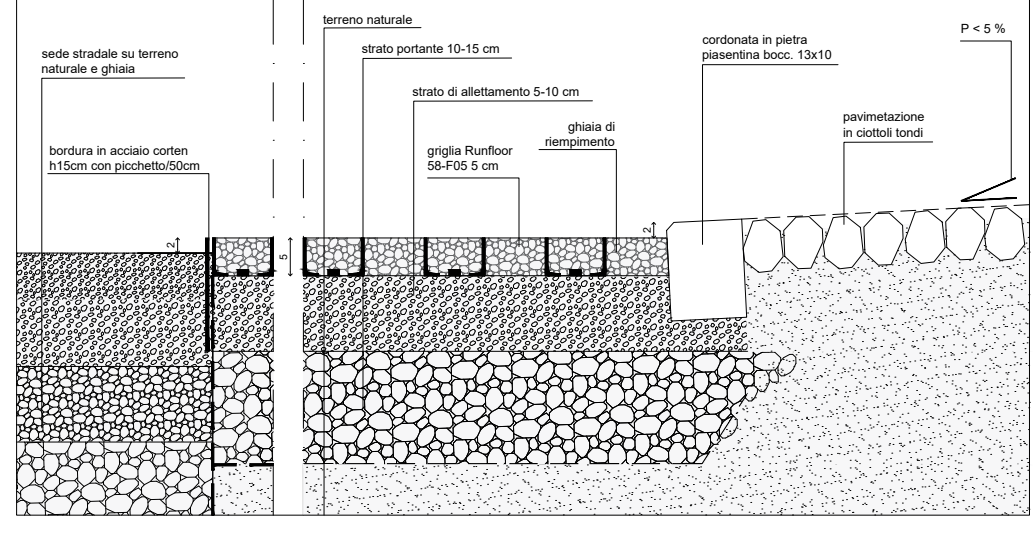 terreno naturale
sede stradale su terreno
naturale e ghiaia
strato portante 10-15 cm
cordonata in pietra
piasentina bocc. 13x10
P < 5 %
strato di allettamento 5-10 cm
pavimetazione
in ciottoli tondi
ghiaia di
riempimento
bordura in acciaio corten
h15cm con picchetto/50cm
griglia Runfloor
58-F05 5 cm
2
5
2